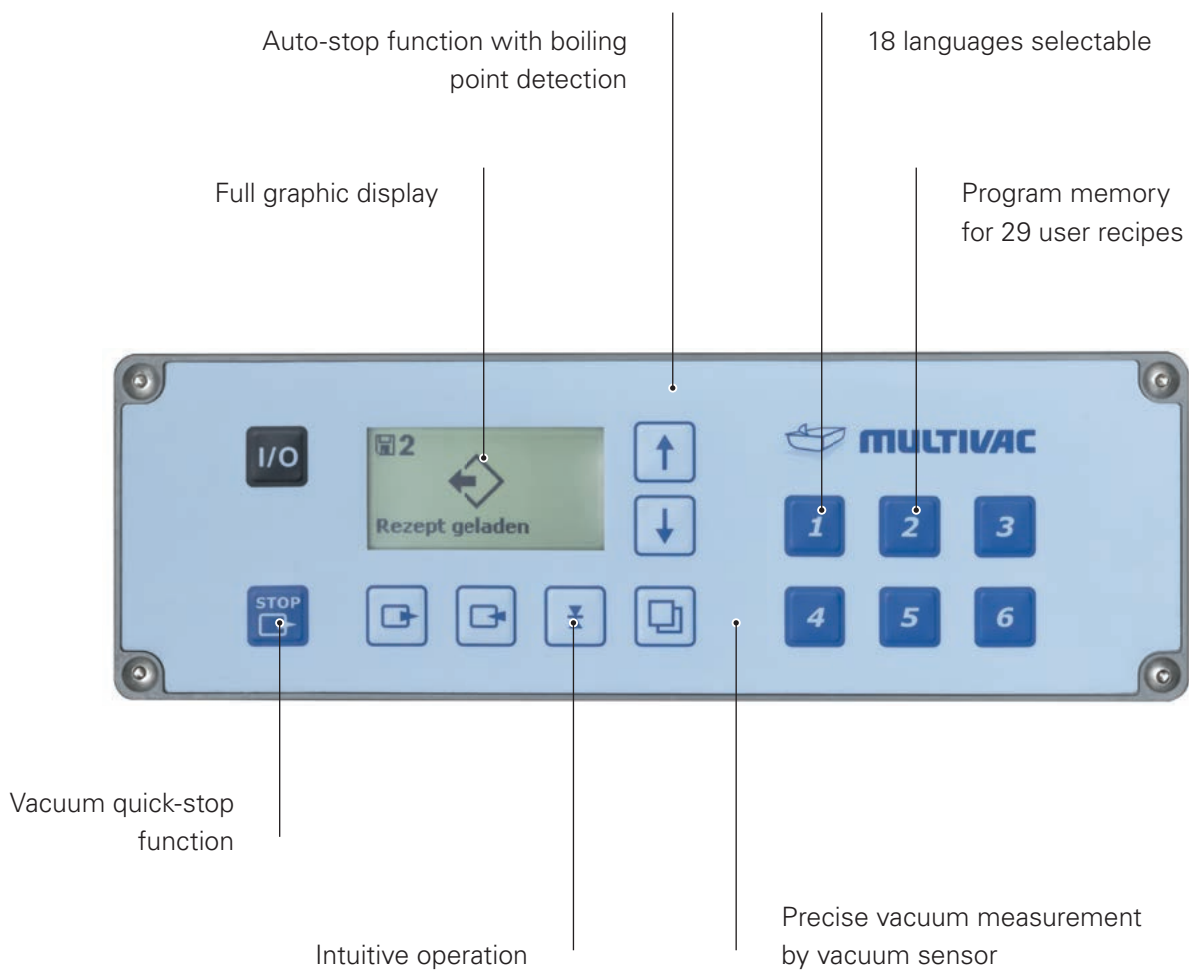 Auto-stop function with boiling
point detection
18 languages selectable
Full graphic display
Program memory
for 29 user recipes
I/O
2
Rezept geladen
MULTIVAC
1
2
3
STOP
4
5
6
Vacuum quick-stop
function
Intuitive operation
Precise vacuum measurement
by vacuum sensor